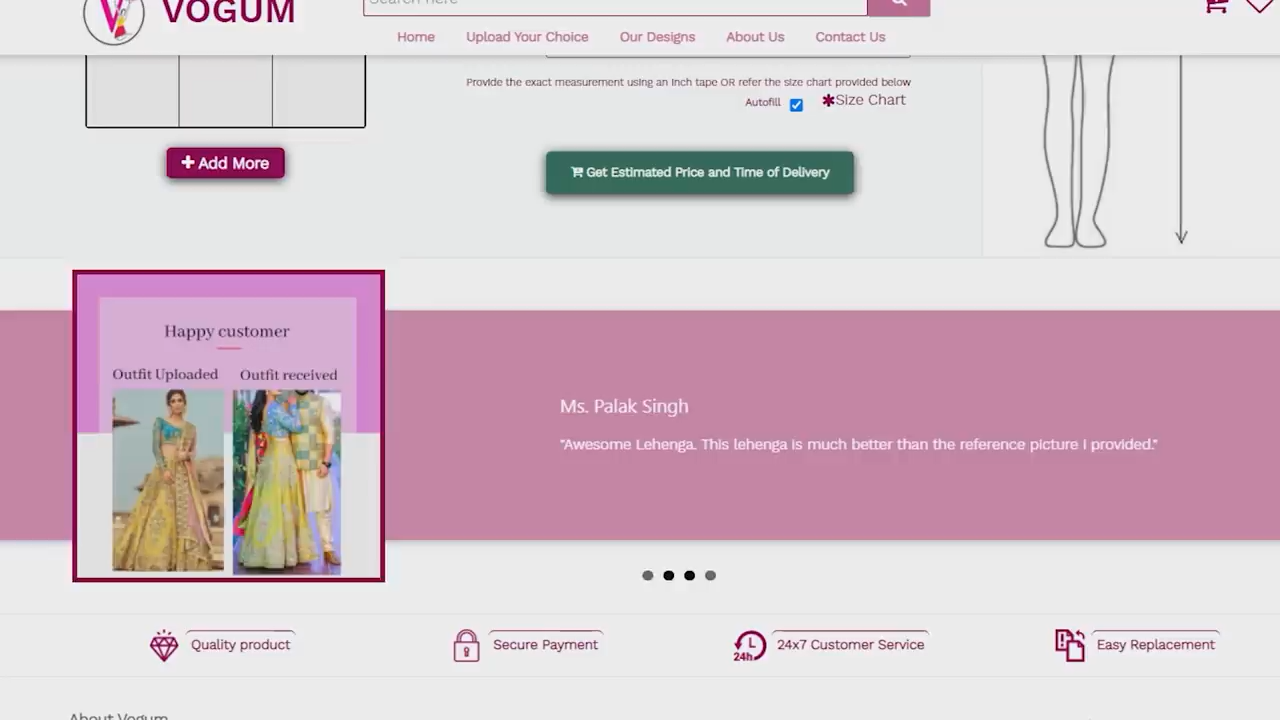 VOGUM
Search here
Home
Upload Your Choice
Our Designs
About Us
Contact Us
Provide the exact measurement using an Inch tape OR refer the size chart provided below
Autofill
✱Size Chart
+ Add More
Get Estimated Price and Time of Delivery
Happy customer
Outfit Uploaded
Outfit received
Ms. Palak Singh
"Awesome Lehenga. This lehenga is much better than the reference picture I provided."
Quality product
Secure Payment
24h
24x7 Customer Service
Easy Replacement
About Vogum